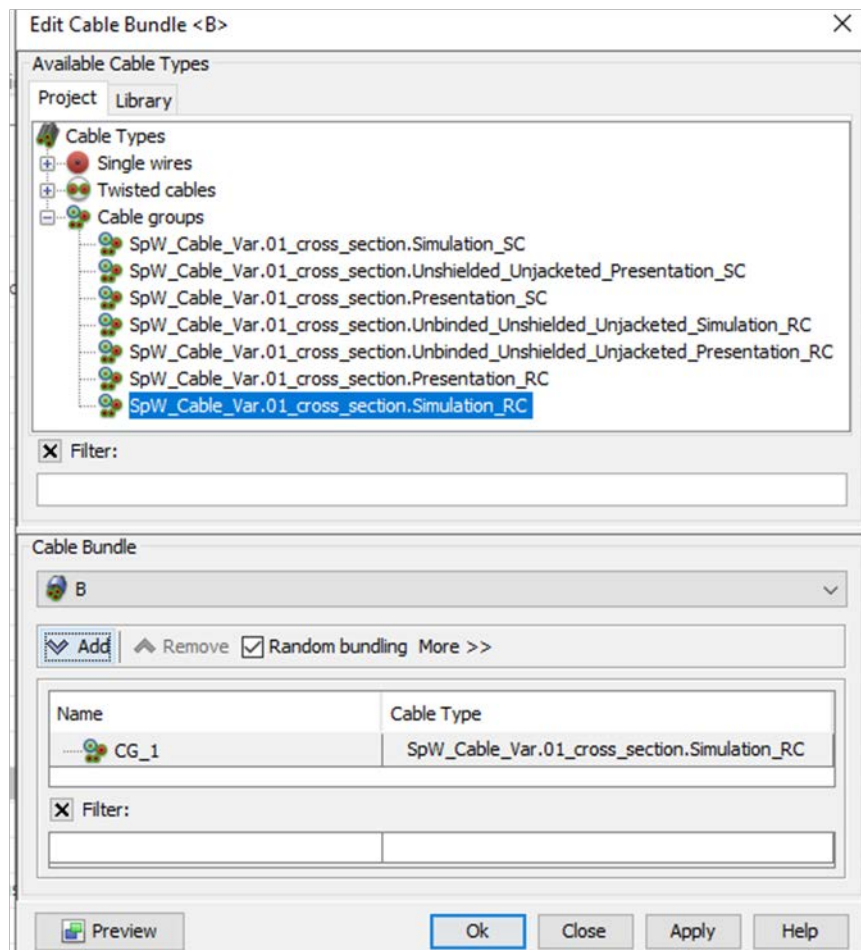 Edit Cable Bundle <B>
Available Cable Types
Project Library
Cable Types
Single wires
Twisted cables
Cable groups
SpW_Cable_Var.01_cross_section.Simulation_SC
SpW_Cable_Var.01_cross_section.Unshielded_Unjacketed_Presentation_SC
SpW_Cable_Var.01_cross_section.Presentation_SC
SpW_Cable_Var.01_cross_section.Unbinded_Unshielded_Unjacketed_Simulation_RC
SpW_Cable_Var.01_cross_section.Unbinded_Unshielded_Unjacketed_Presentation_RC
SpW_Cable_Var.01_cross_section.Presentation_RC
SpW_Cable_Var.01_cross_section.Simulation_RC
Filter:
Cable Bundle
B
Add Remove Random bundling More >>
Name Cable Type
CG_1 SpW_Cable_Var.01_cross_section.Simulation_RC
Filter:
Preview Ok Close Apply Help